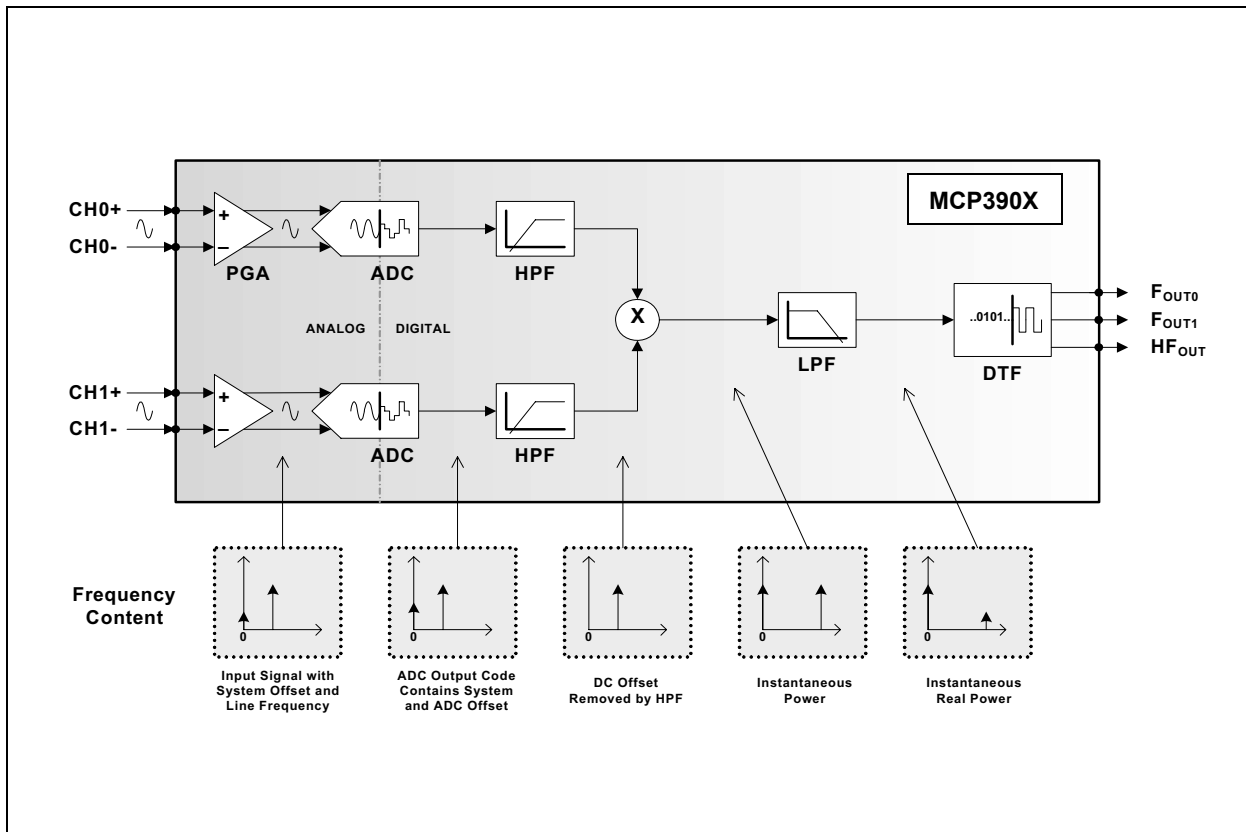 MCP390X
CH0+
CH0-
PGA
ADC
HPF
ANALOG
DIGITAL
X
LPF
..0101..
DTF
FOUT0
FOUT1
HFOUT
CH1+
CH1-
ADC
HPF
+
–
+
–
Frequency
Content
0
0
0
0
0
Input Signal with
System Offset and
Line Frequency
ADC Output Code
Contains System
and ADC Offset
DC Offset
Removed by HPF
Instantaneous
Power
Instantaneous
Real Power